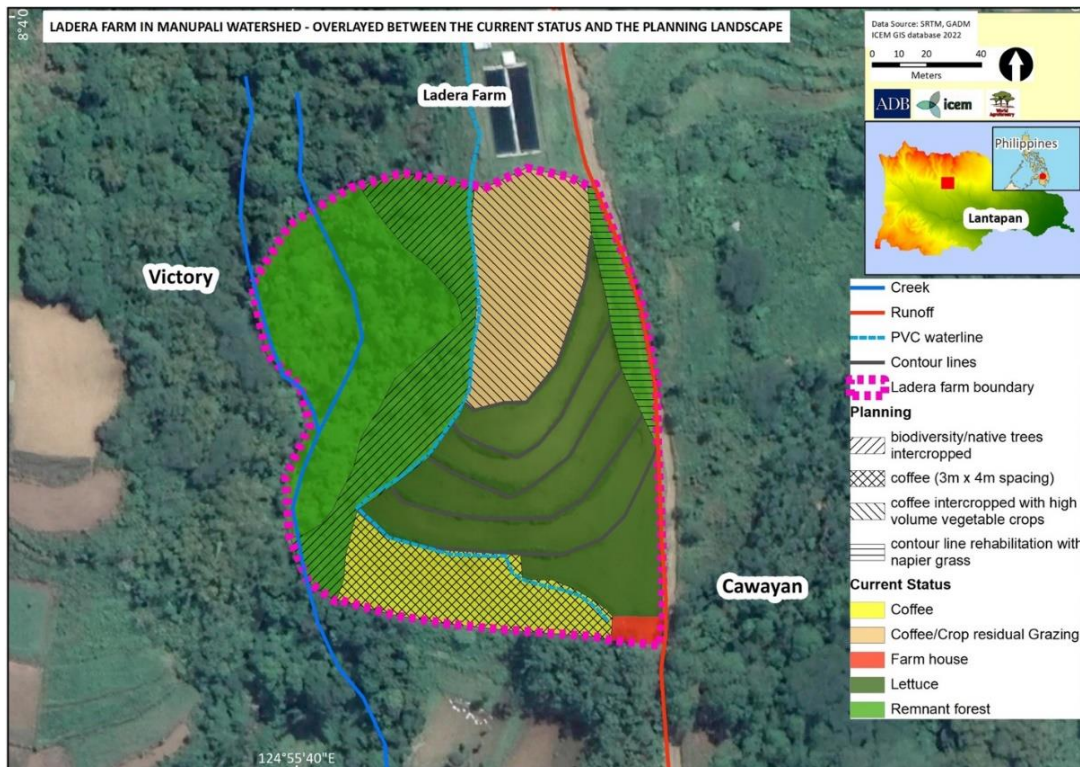 LADERA FARM IN MANUPALI WATERSHED - OVERLAYED BETWEEN THE CURRENT STATUS AND THE PLANNING LANDSCAPE
8°4'0
Ladera Farm
Victory
Cawayan
124°55'40"E
Data Source: SRTM, GADM
ICEM GIS database 2022
0 10 20 40
Meters
ADB
icem
World Agroforestry
Philippines
Lantapan
Creek
Runoff
PVC waterline
Contour lines
Ladera farm boundary
Planning
biodiversity/native trees
intercropped
coffee (3m x 4m spacing)
coffee intercropped with high
volume vegetable crops
contour line rehabilitation with
napier grass
Current Status
Coffee
Coffee/Crop residual Grazing
Farm house
Lettuce
Remnant forest